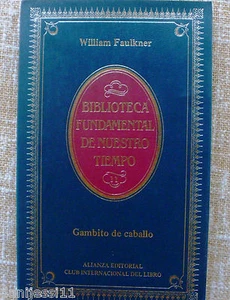 William Faulkner
BIBLIOTECA
FUNDAMENTAL
DE NUESTRO
TIEMPO
Gambito de caballo
ALIANZA EDITORIAL
CLUB INTERNACIONAL DEL LIBRO